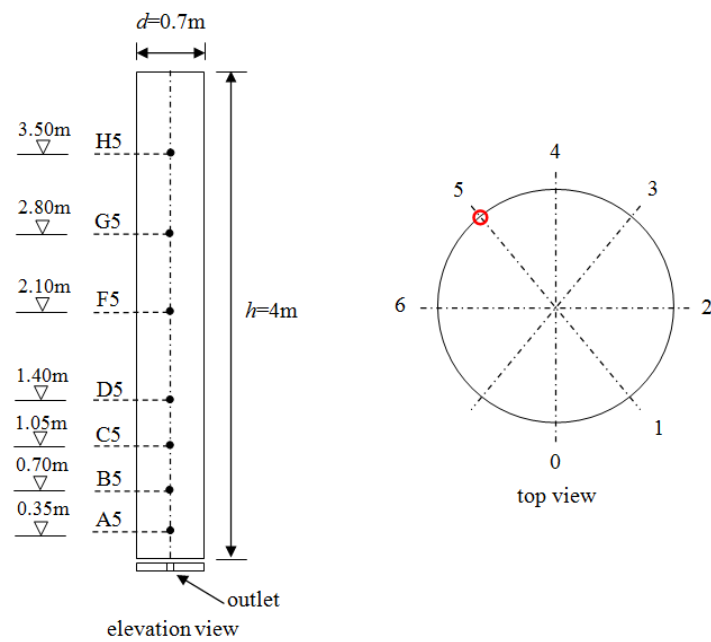 d=0.7m
3.50m
H5
2.80m
G5
2.10m
F5
h=4m
1.40m
D5
1.05m
C5
0.70m
B5
0.35m
A5
outlet
elevation view
4
5
3
6
2
1
0
top view